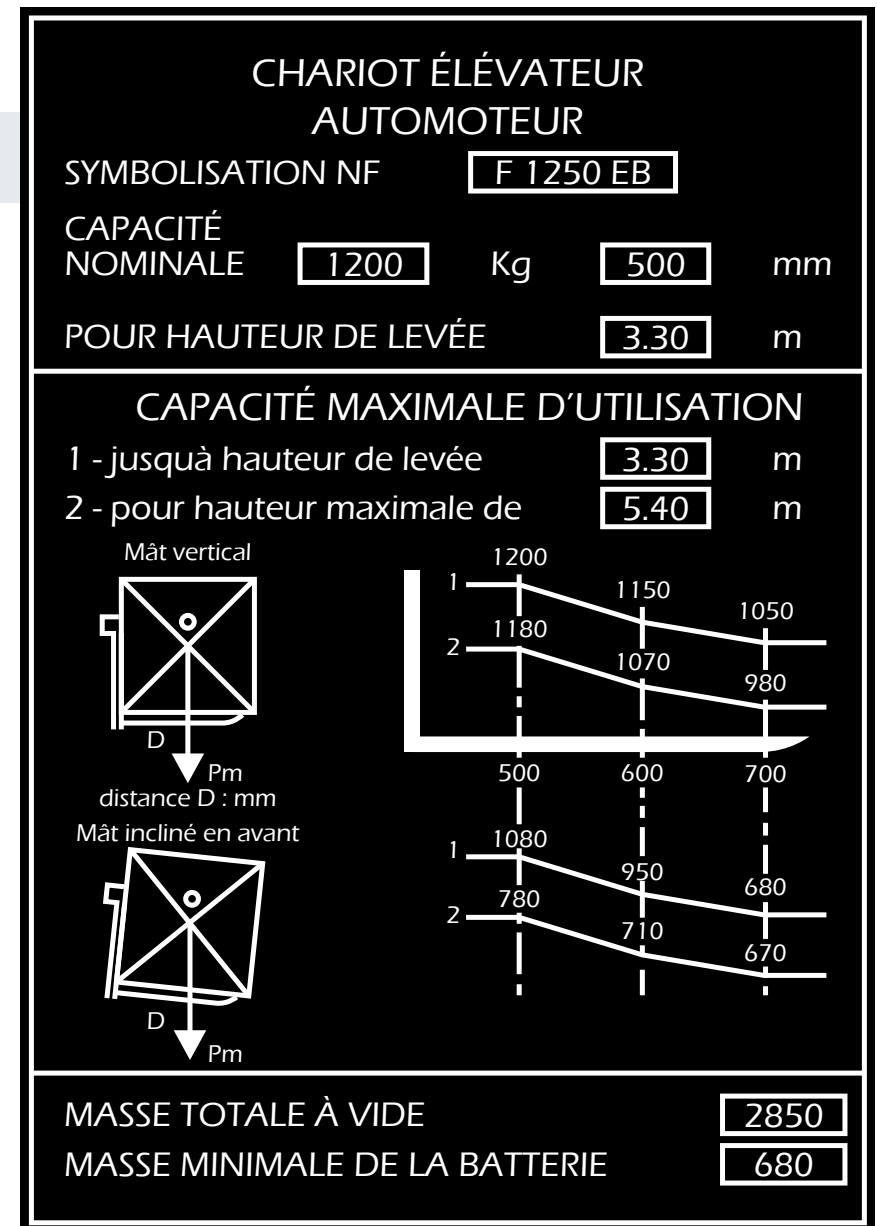 CHARIOT ÉLÉVATEUR
AUTOMOTEUR
SYMBOLISATION NF F 1250 EB
CAPACITÉ
NOMINALE 1200 Kg 500 mm
POUR HAUTEUR DE LEVÉE 3.30 m
CAPACITÉ MAXIMALE D'UTILISATION
1 - jusquà hauteur de levée 3.30 m
2 - pour hauteur maximale de 5.40 m
Mât vertical
D
Pm
distance D : mm
1200
1 1150
1050
1180
2 1070
980
500 600 700
Mât incliné en avant
D
Pm
1080
1 950
680
780
2 710
670
MASSE TOTALE À VIDE 2850
MASSE MINIMALE DE LA BATTERIE 680